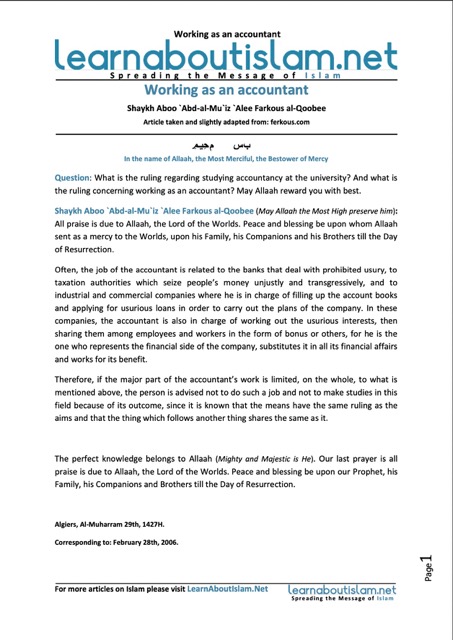 Working as an accountant
learnaboutislam.net
Spreading the Message of Islam
Working as an accountant
Shaykh Aboo `Abd-al-Mu`iz `Alee Farkous al-Qoobee
Article taken and slightly adapted from: ferkous.com
In the name of Allaah, the Most Merciful, the Bestower of Mercy
Question: What is the ruling regarding studying accountancy at the university? And what is
the ruling concerning working as an accountant? May Allaah reward you with best.
Shaykh Aboo `Abd-al-Mu`iz `Alee Farkous al-Qoobee (May Allaah the Most High preserve him):
All praise is due to Allaah, the Lord of the Worlds. Peace and blessing be upon whom Allaah
sent as a mercy to the Worlds, upon his Family, his Companions and his Brothers till the Day
of Resurrection.
Often, the job of the accountant is related to the banks that deal with prohibited usury, to
taxation authorities which seize people's money unjustly and transgressively, and to
industrial and commercial companies where he is in charge of filling up the account books
and applying for usurious loans in order to carry out the plans of the company. In these
companies, the accountant is also in charge of working out the usurious interests, then
sharing them among employees and workers in the form of bonus or others, for he is the
one who represents the financial side of the company, substitutes it in all its financial affairs
and works for its benefit.
Therefore, if the major part of the accountant's work is limited, on the whole, to what is
mentioned above, the person is advised not to do such a job and not to make studies in this
field because of its outcome, since it is known that the means have the same ruling as the
aims and that the thing which follows another thing shares the same as it.
The perfect knowledge belongs to Allaah (Mighty and Majestic is He). Our last prayer is all
praise is due to Allaah, the Lord of the Worlds. Peace and blessing be upon our Prophet, his
Family, his Companions and Brothers till the Day of Resurrection.
Algiers, Al-Muharram 29th, 1427H.
Corresponding to: February 28th, 2006.
Page 1
For more articles on Islam please visit LearnAboutIslam.Net
learnaboutislam.net
Spreading the Message of Islam